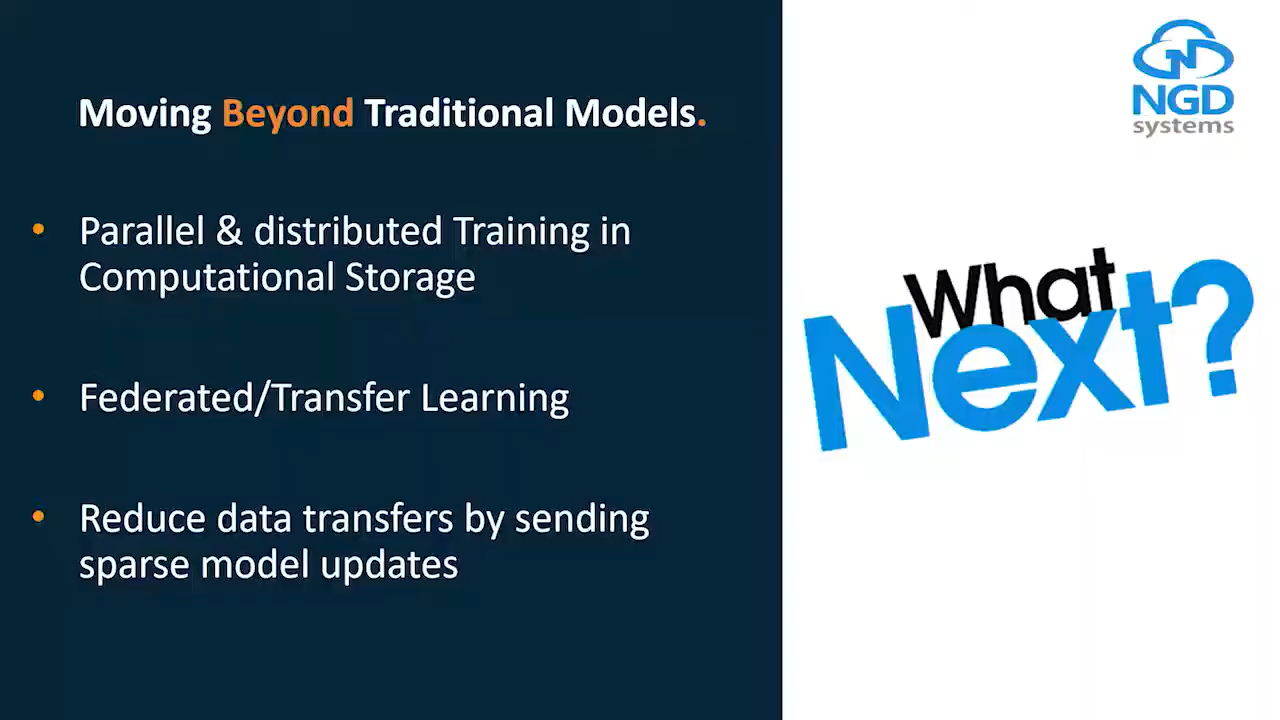 Moving Beyond Traditional Models.
• Parallel & distributed Training in
Computational Storage
• Federated/Transfer Learning
• Reduce data transfers by sending
sparse model updates
NGD
systems
What
Next?